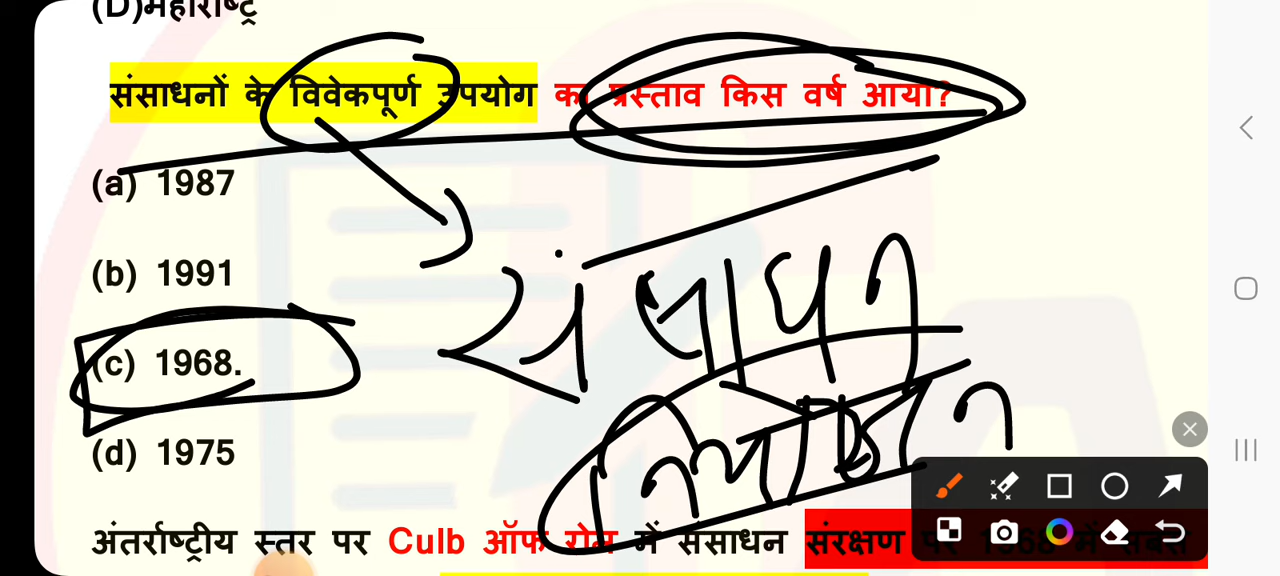 (D)महाराष्ट्र
संसाधनों के विवेकपूर्ण उपयोग का प्रस्ताव किस वर्ष आया?
(a) 1987
(b) 1991
(c) 1968.
(d) 1975
संसाधन
अंतर्राष्ट्रीय स्तर पर Culb ऑफ रोम में संसाधन संरक्षण पर 1968 में सबसे